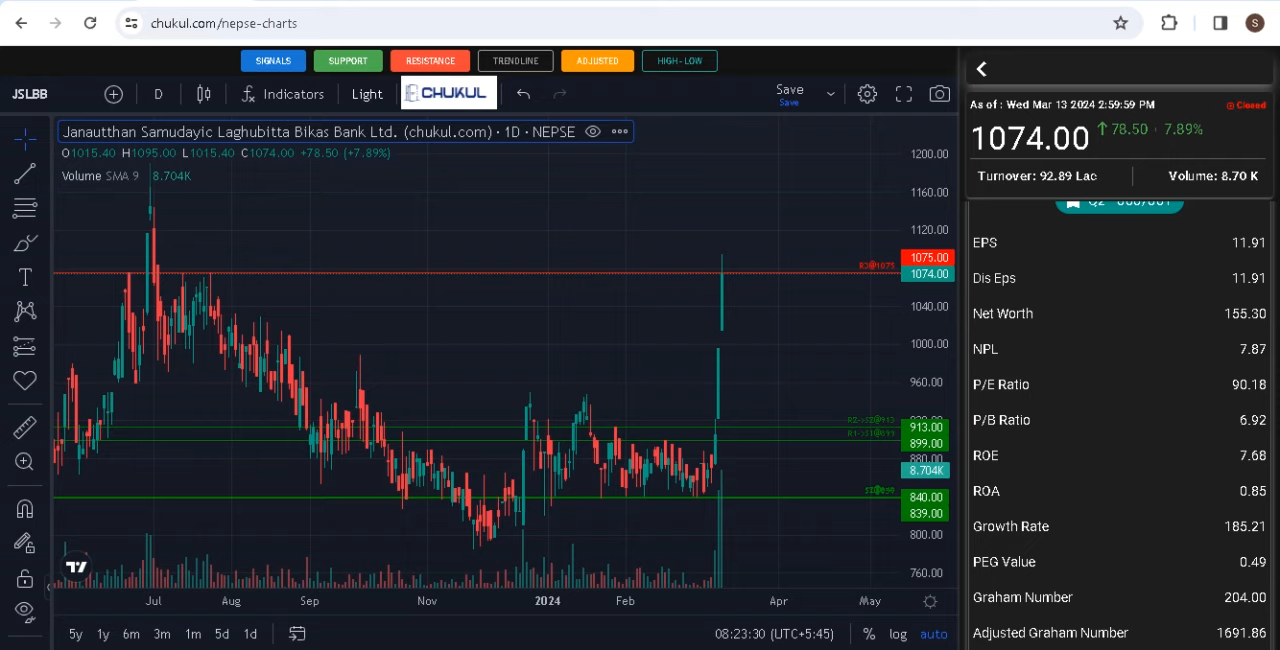 chukul.com/nepse-charts
S
SIGNALS SUPPORT RESISTANCE TRENDLINE ADJUSTED HIGH-LOW
JSLBB D Indicators Light CHUKUL Save
Save
Janautthan Samudayic Laghubitta Bikas Bank Ltd. (chukul.com) · 1D · NEPSE
O1015.40 H1095.00 L1015.40 C1074.00 +78.50 (+7.89%)
Volume SMA 9 8.704K
1200.00
1160.00
1120.00
1075.00
1074.00
1040.00
1000.00
960.00
920.00
913.00
899.00
880.00
8.704K
840.00
839.00
800.00
760.00
Jul Aug Sep Nov 2024 Feb Apr May
5y 1y 6m 3m 1m 5d 1d 08:23:30 (UTC+5:45) % log auto
As of : Wed Mar 13 2024 2:59:59 PM Closed
1074.00 78.50 7.89%
Turnover: 92.89 Lac Volume: 8.70 K
EPS 11.91
Dis Eps 11.91
Net Worth 155.30
NPL 7.87
P/E Ratio 90.18
P/B Ratio 6.92
ROE 7.68
ROA 0.85
Growth Rate 185.21
PEG Value 0.49
Graham Number 204.00
Adjusted Graham Number 1691.86